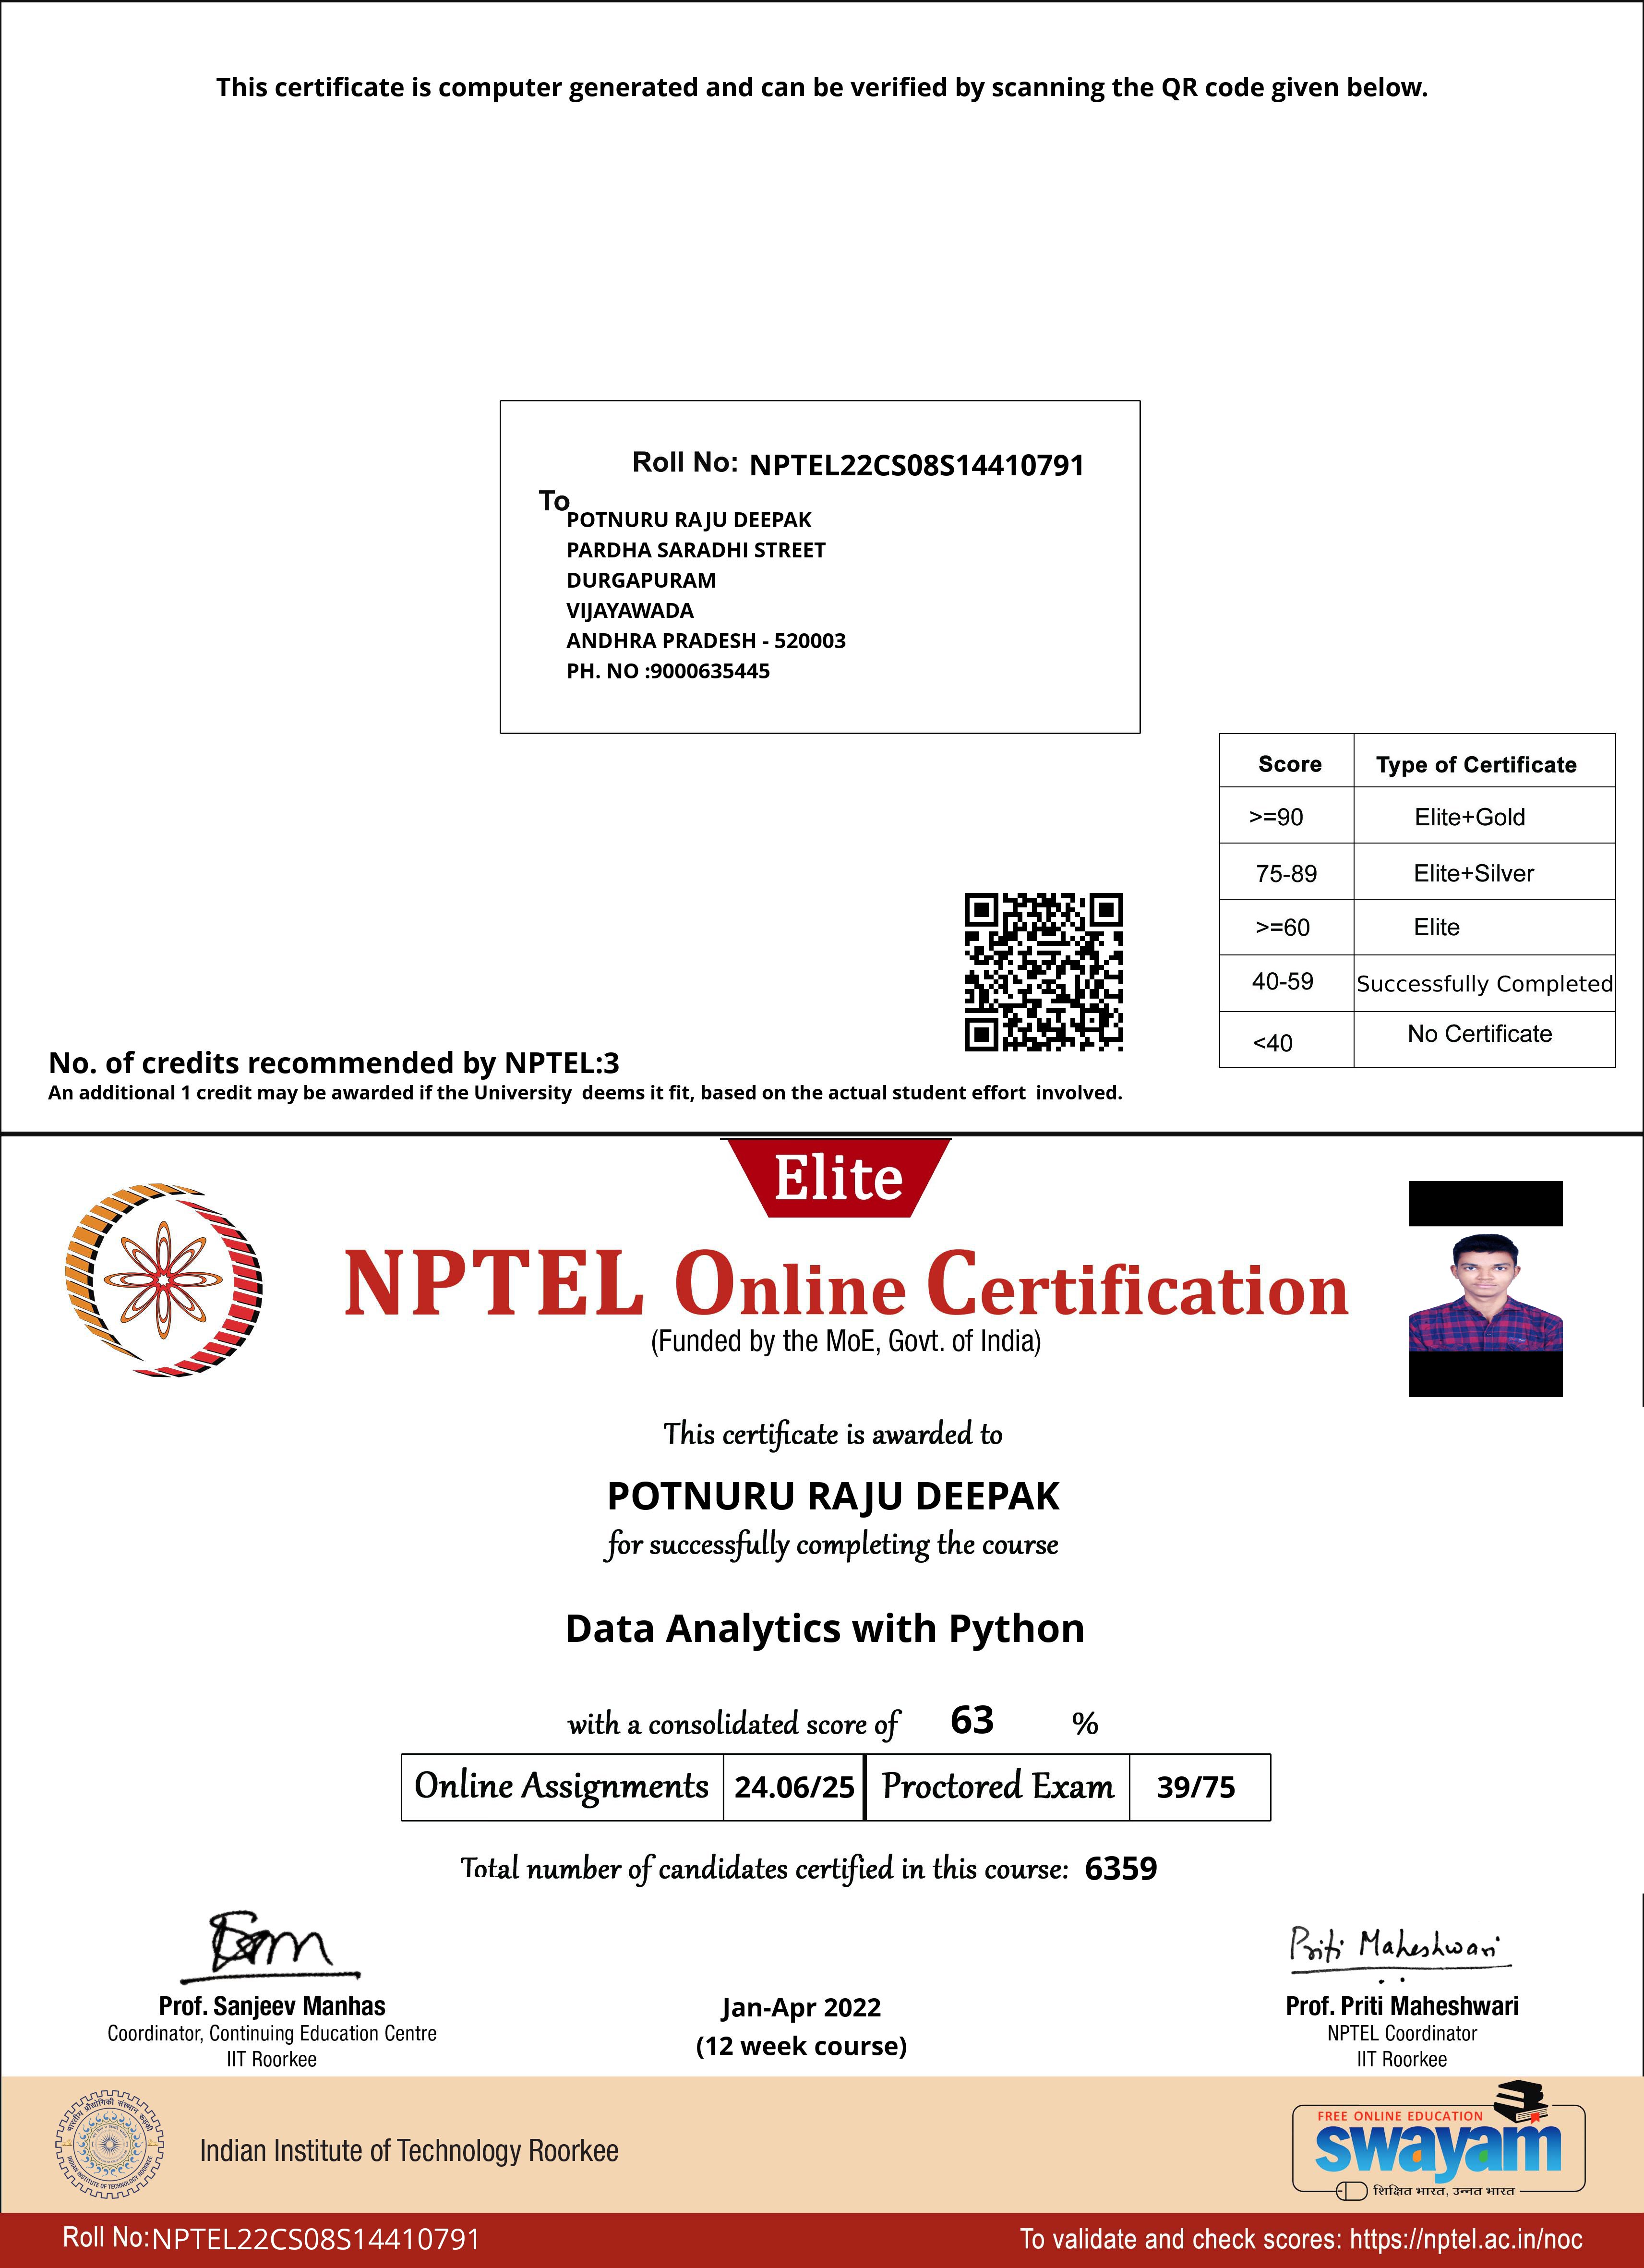 This certificate is computer generated and can be verified by scanning the QR code given below.
Roll No: NPTEL22CS08S14410791
To
POTNURU RAJU DEEPAK
PARDHA SARADHI STREET
DURGAPURAM
VIJAYAWADA
ANDHRA PRADESH - 520003
PH. NO :9000635445
Score Type of Certificate
>=90 Elite+Gold
75-89 Elite+Silver
>=60 Elite
40-59 Successfully Completed
<40 No Certificate
No. of credits recommended by NPTEL:3
An additional 1 credit may be awarded if the University deems it fit, based on the actual student effort involved.
Elite
NPTEL Online Certification
(Funded by the MoE, Govt. of India)
This certificate is awarded to
POTNURU RAJU DEEPAK
for successfully completing the course
Data Analytics with Python
with a consolidated score of 63 %
Online Assignments 24.06/25 Proctored Exam 39/75
Total number of candidates certified in this course: 6359
Priti Maheshwari
Prof. Sanjeev Manhas
Coordinator, Continuing Education Centre
IIT Roorkee
Jan-Apr 2022
(12 week course)
Prof. Priti Maheshwari
NPTEL Coordinator
IIT Roorkee
भारतीय प्रौद्योगिकी संस्थान रूड़की
INDIAN INSTITUTE OF TECHNOLOGY ROORKEE
Indian Institute of Technology Roorkee
FREE ONLINE EDUCATION
swayam
शिक्षित भारत, उन्नत भारत
Roll No:NPTEL22CS08S14410791
To validate and check scores: https://nptel.ac.in/noc